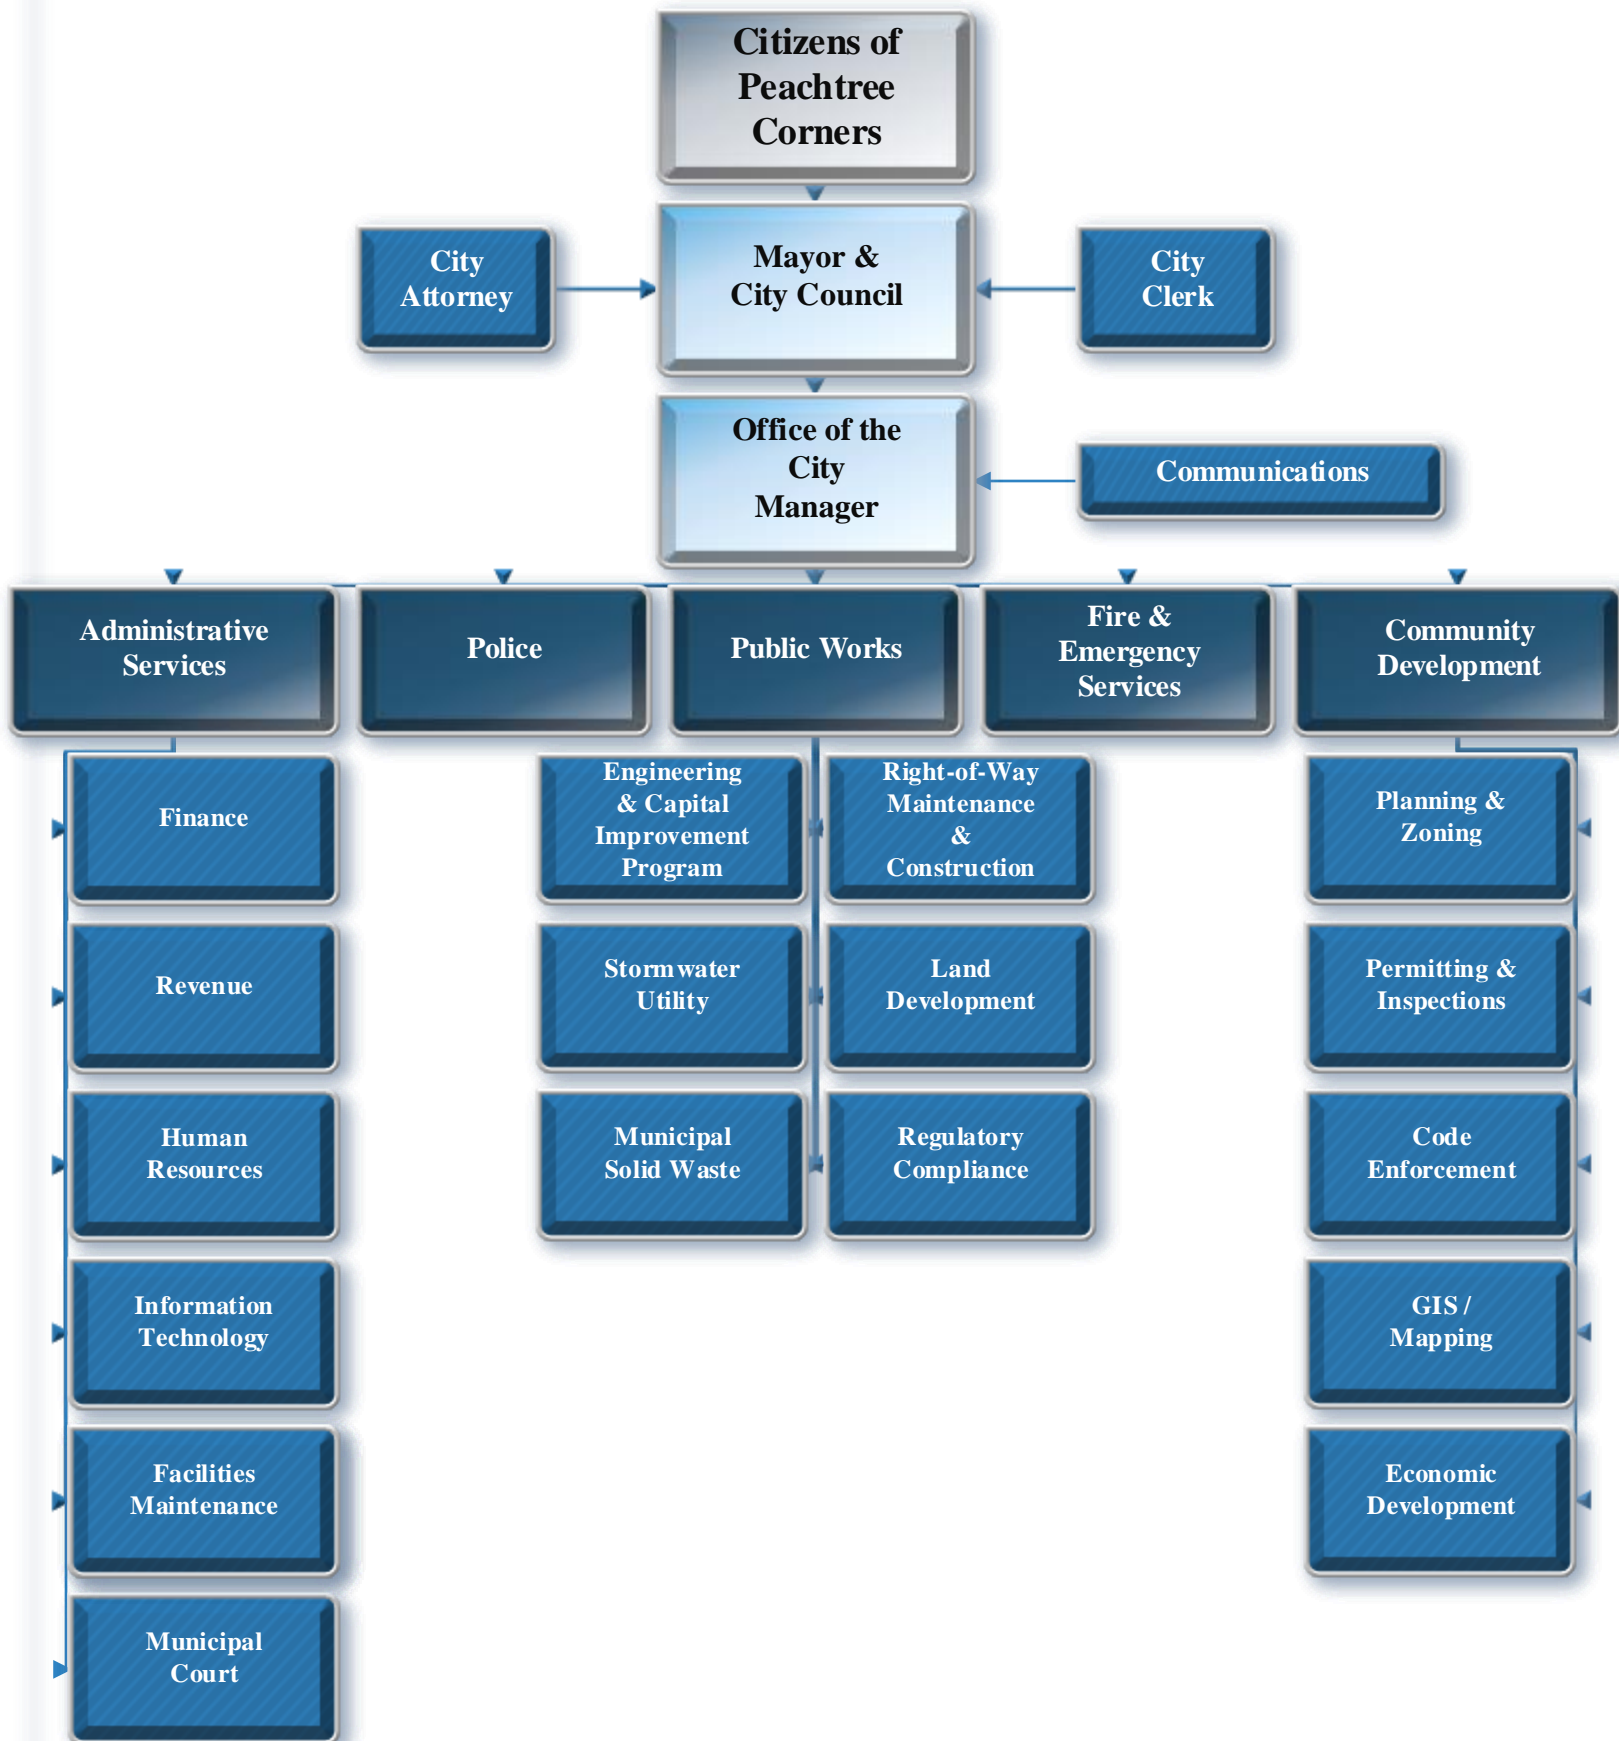 Citizens of
Peachtree
Corners
City
Attorney
Mayor &
City Council
City
Clerk
Office of the
City
Manager
Communications
Administrative
Services
Police
Public Works
Fire &
Emergency
Services
Community
Development
Finance
Revenue
Human
Resources
Information
Technology
Facilities
Maintenance
Municipal
Court
Engineering
& Capital
Improvement
Program
Stormwater
Utility
Municipal
Solid Waste
Right-of-Way
Maintenance
&
Construction
Land
Development
Regulatory
Compliance
Planning &
Zoning
Permitting &
Inspections
Code
Enforcement
GIS /
Mapping
Economic
Development